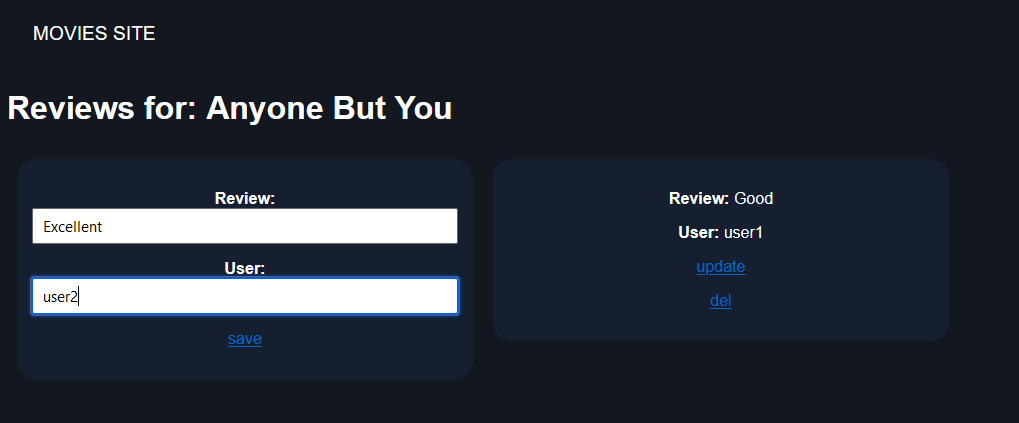 MOVIES SITE
Reviews for: Anyone But You
Review:
Excellent
User:
user2
save
Review: Good
User: user1
update
del